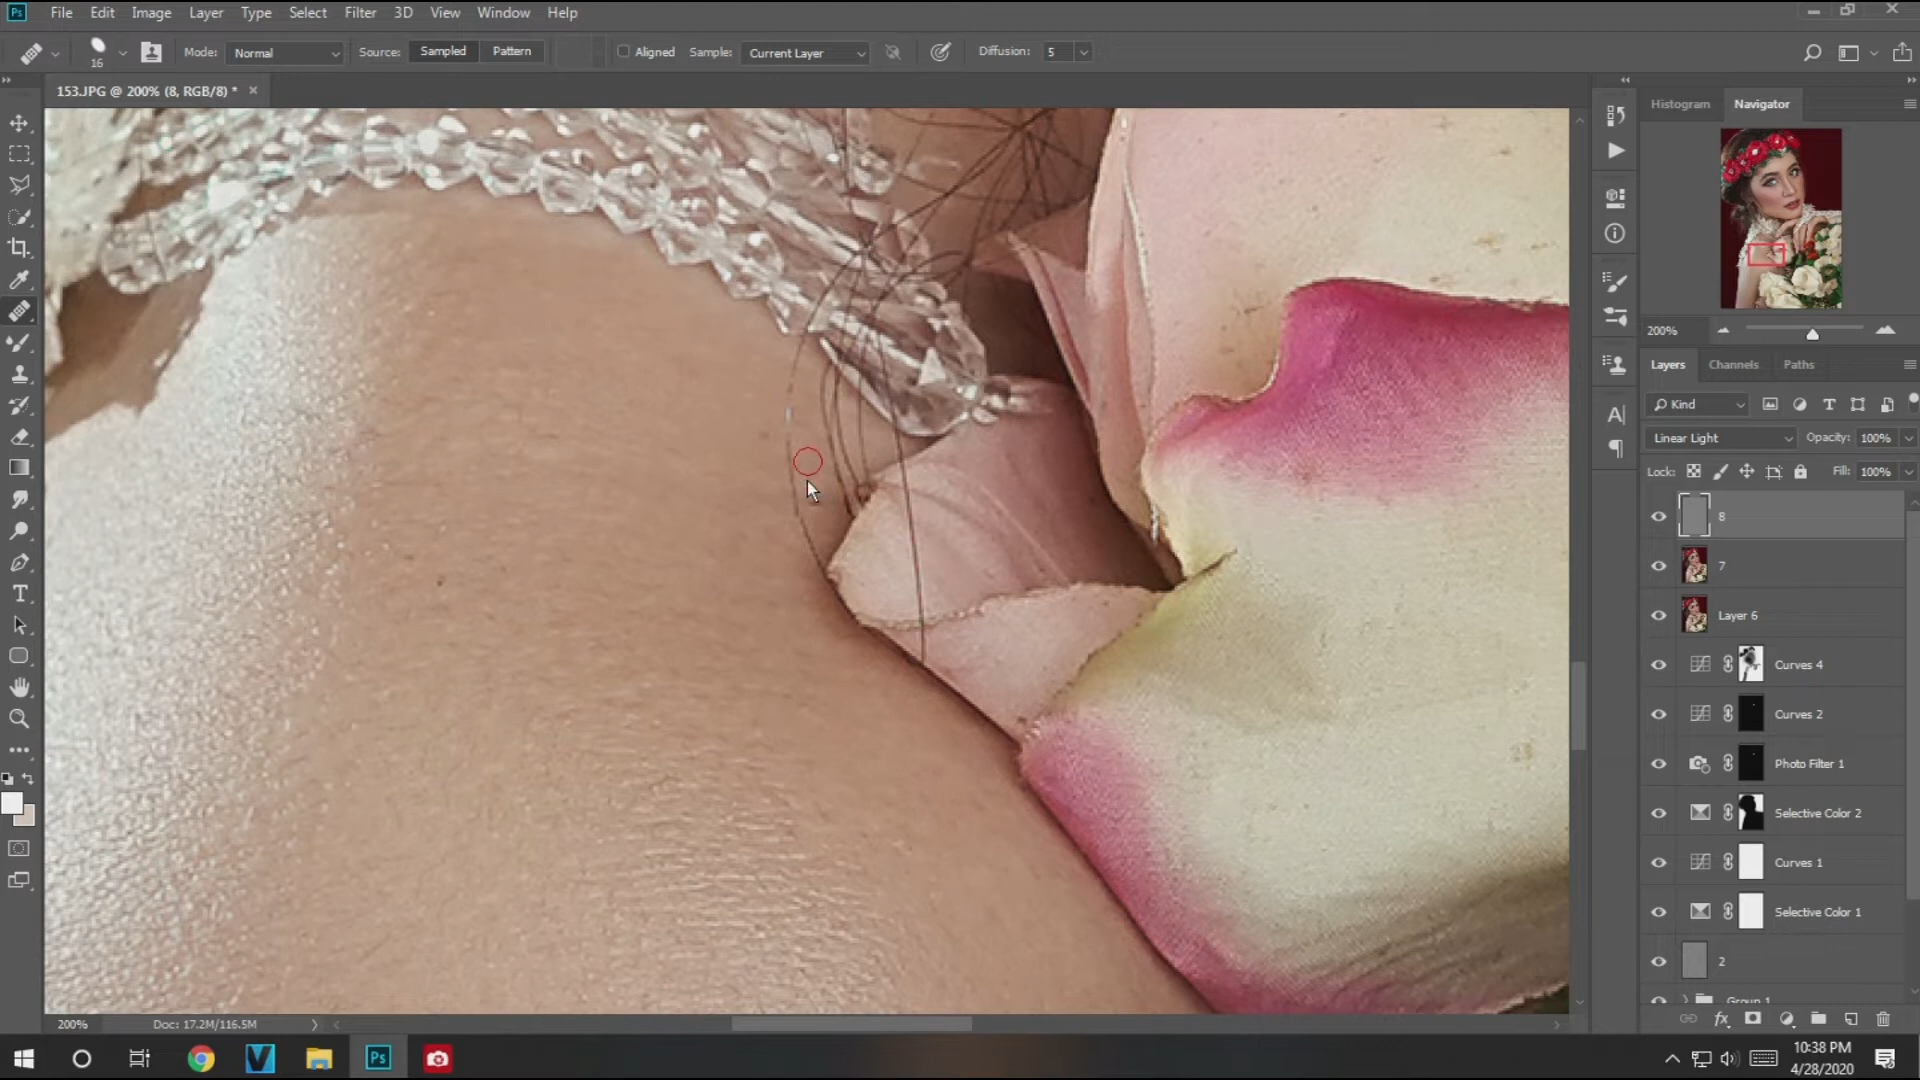 Ps File Edit Image Layer Type Select Filter 3D View Window Help
16 Mode: Normal Source: Sampled Pattern Aligned Sample: Current Layer Diffusion: 5
153.JPG @ 200% (8, RGB/8) * ×
Histogram Navigator
200%
Layers Channels Paths
Kind
Linear Light Opacity: 100%
Lock: Fill: 100%
8
7
Layer 6
Curves 4
Curves 2
Photo Filter 1
Selective Color 2
Curves 1
Selective Color 1
2
Group 1
200% Doc: 17.2M/116.5M
Ps
10:38 PM
4/28/2020